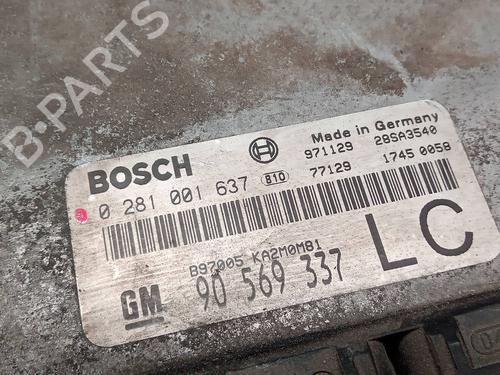 B-PARTS
BOSCH
Made in Germany
971129 28SA3540
0 281 001 637 810 77129 1745 0058
B97005 KA2M0M81
GM 90 569 337 LC